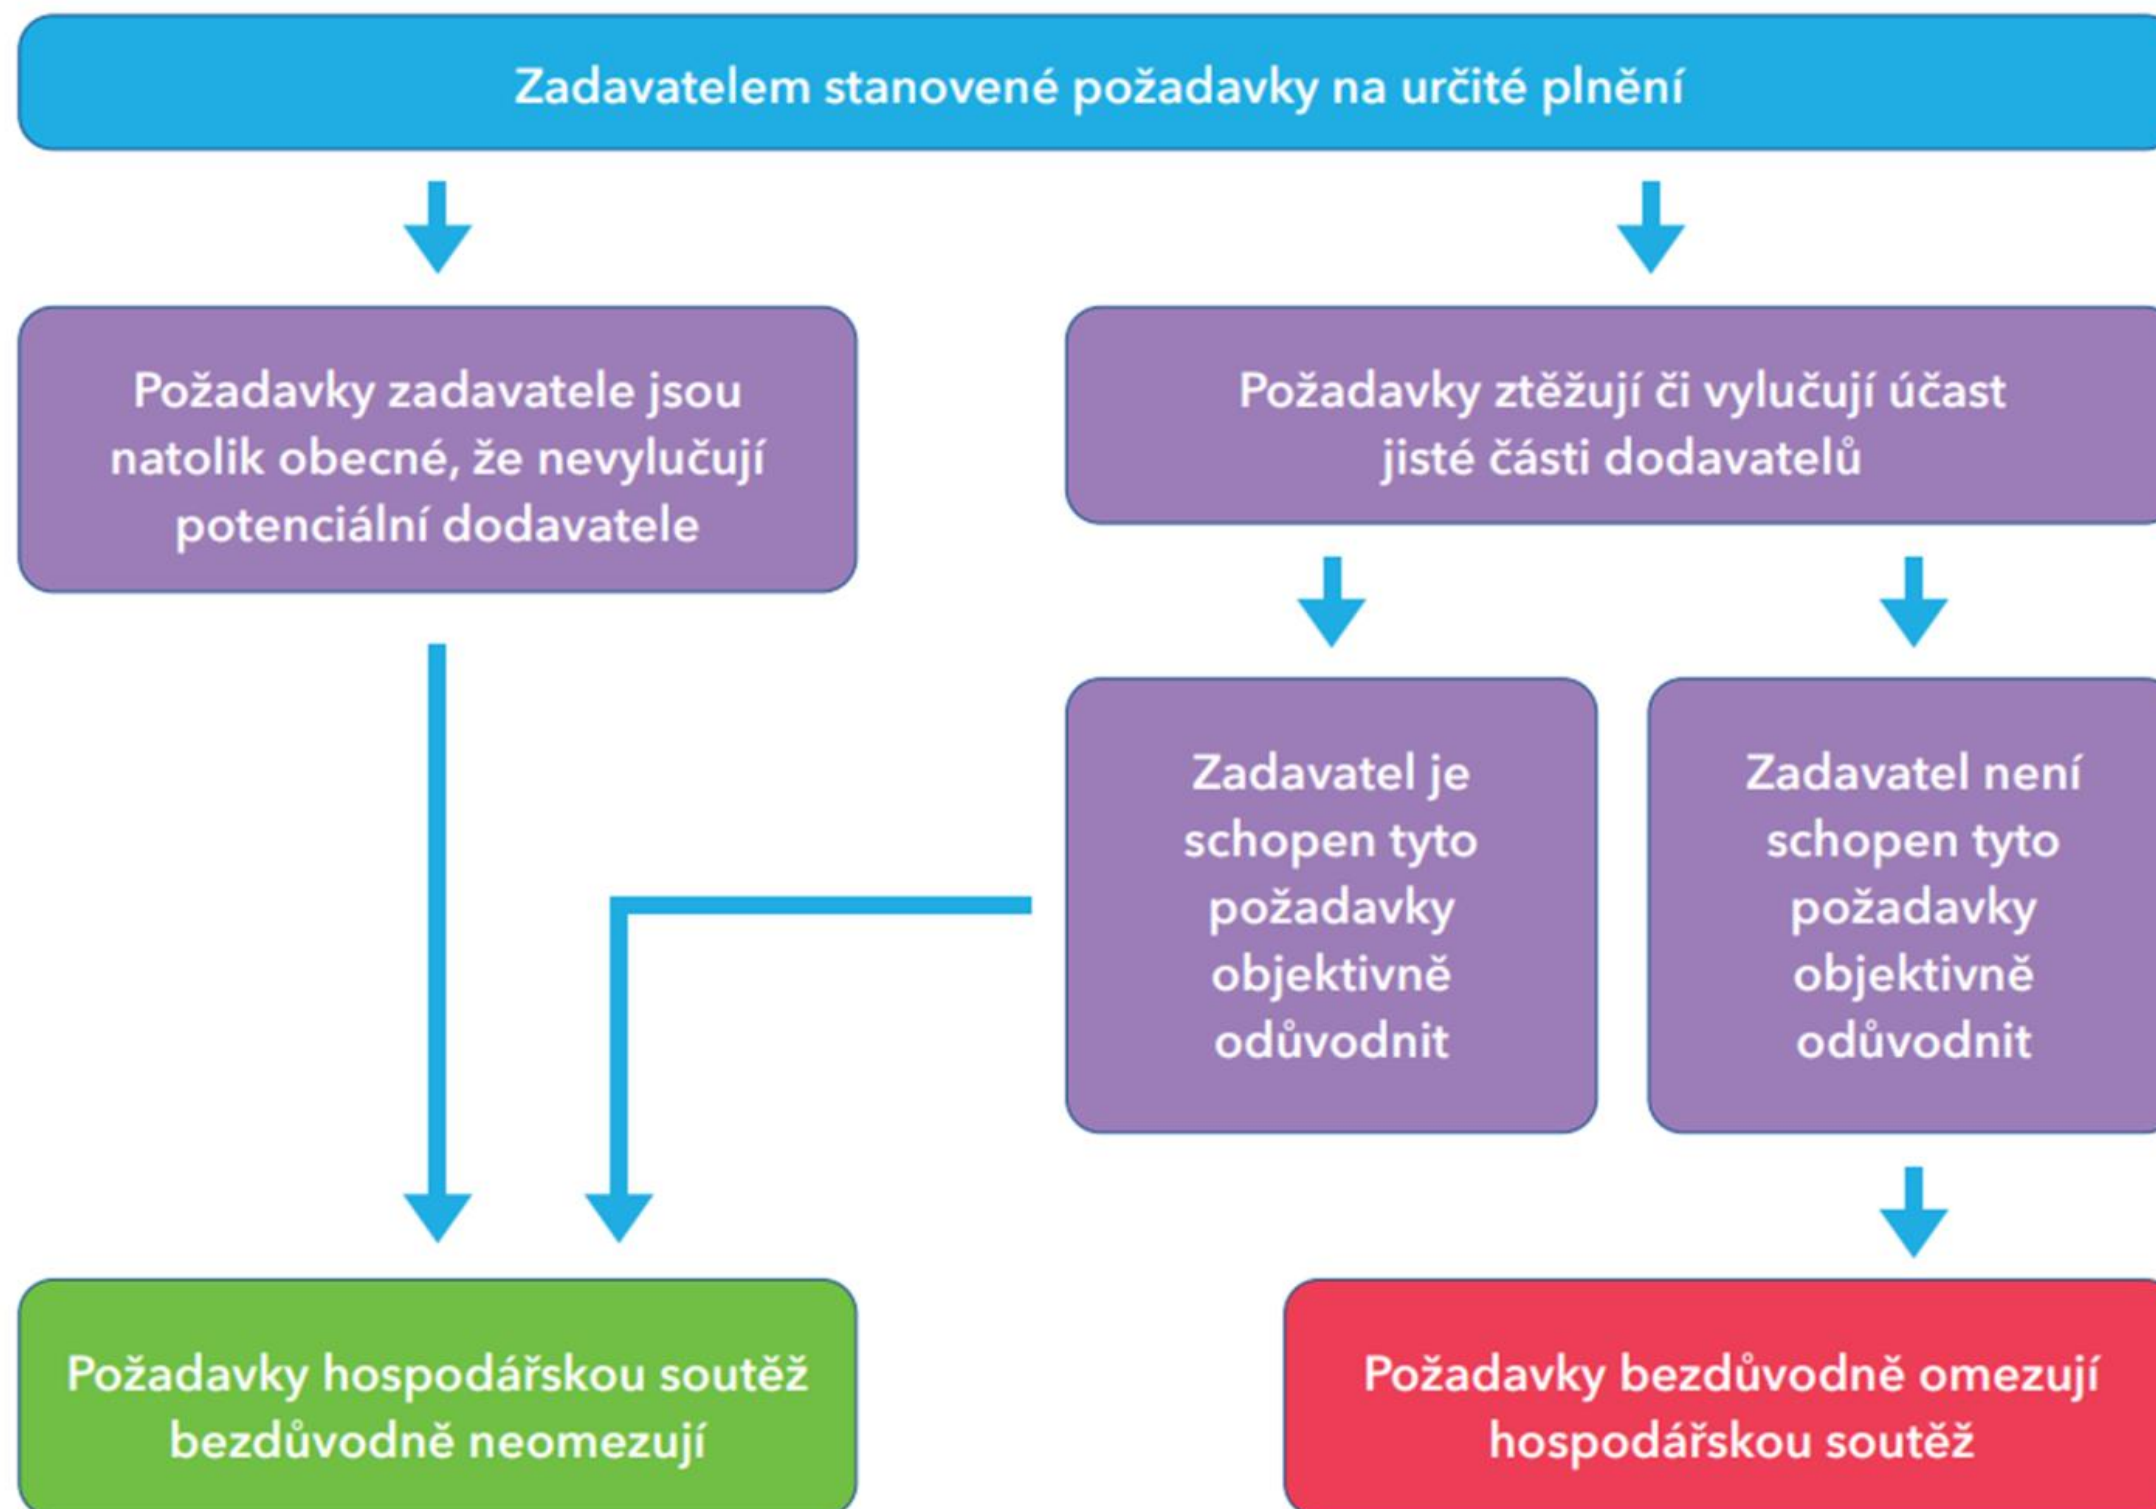 Zadavatelem stanovené požadavky na určité plnění
Požadavky zadavatele jsou
natolik obecné, že nevylučují
potenciální dodavatele
Požadavky ztěžují či vylučují účast
jisté části dodavatelů
Zadavatel je
schopen tyto
požadavky
objektivně
odůvodnit
Zadavatel není
schopen tyto
požadavky
objektivně
odůvodnit
Požadavky hospodářskou soutěž
bezdůvodně neomezují
Požadavky bezdůvodně omezují
hospodářskou soutěž